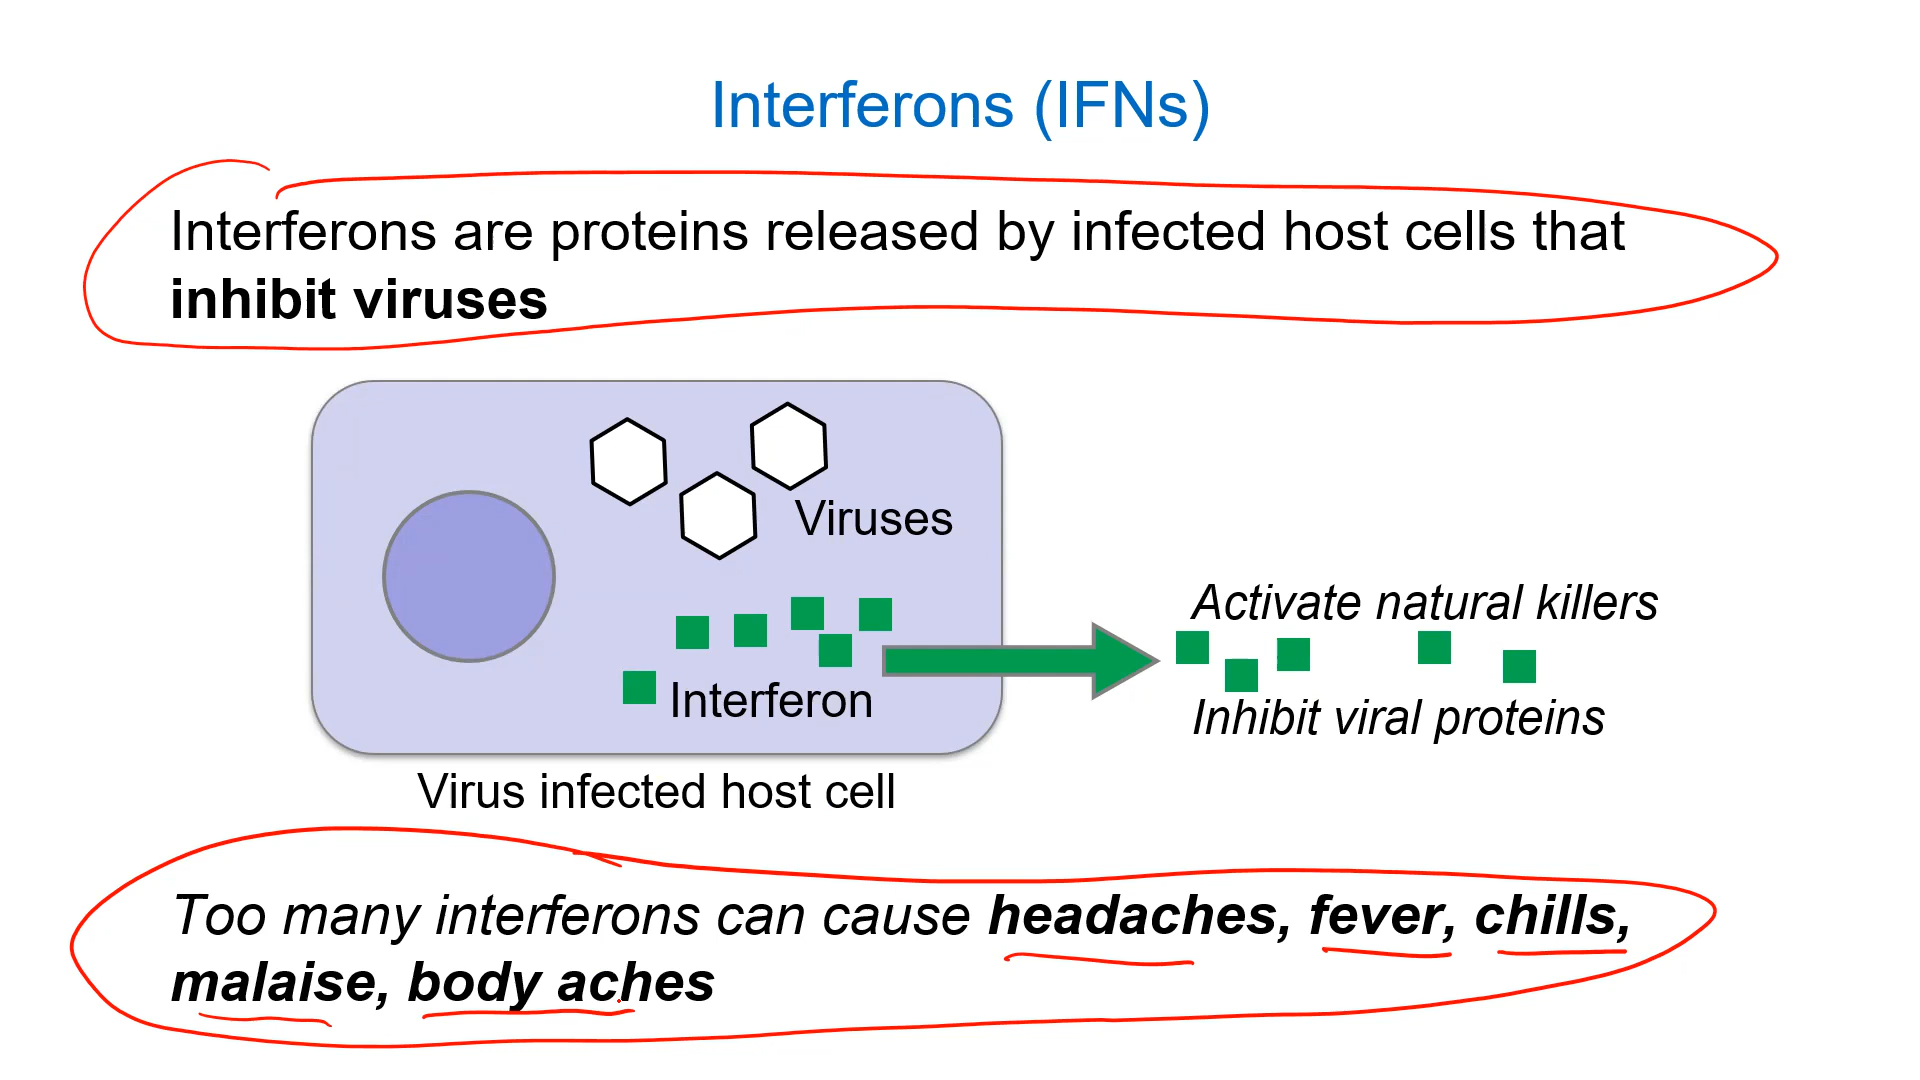 Interferons (IFNs)
Interferons are proteins released by infected host cells that
inhibit viruses
Viruses
Activate natural killers
Interferon
Inhibit viral proteins
Virus infected host cell
Too many interferons can cause headaches, fever, chills,
malaise, body aches